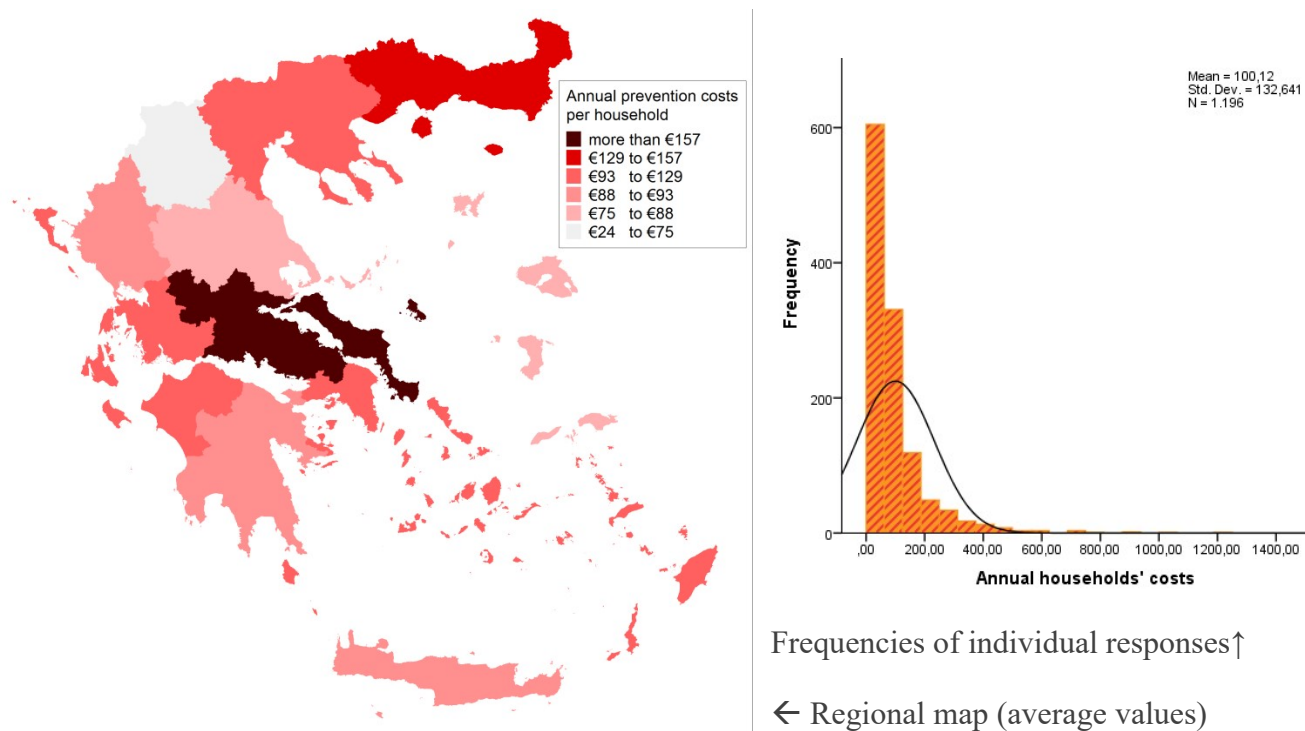 Annual prevention costs
per household
more than €157
€129 to €157
€93 to €129
€88 to €93
€75 to €88
€24 to €75
Mean = 100,12
Std. Dev. = 132,641
N = 1.196
600
400
200
0
Frequency
,00 200,00 400,00 600,00 800,00 1000,00 1200,00 1400,00
Annual households' costs
Frequencies of individual responses↑
← Regional map (average values)